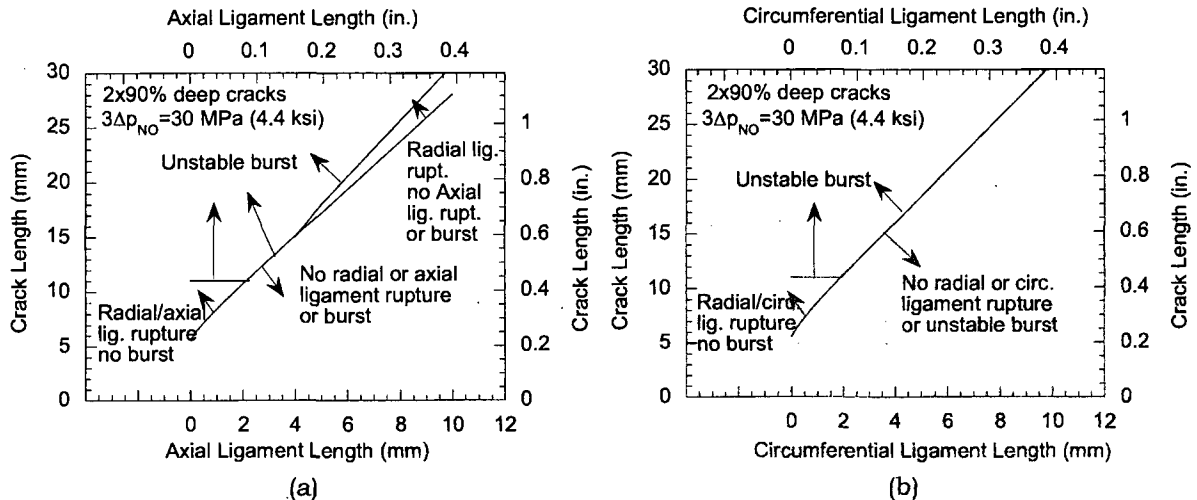 Axial Ligament Length (in.)
0 0.1 0.2 0.3 0.4
30
25
20
15
10
5
0
Crack Length (mm)
2x90% deep cracks
3Δp_NO=30 MPa (4.4 ksi)
Unstable burst
Radial lig.
rupt.
no Axial
lig. rupt.
or burst
No radial or axial
ligament rupture
or burst
Radial/axial
lig. rupture
no burst
1
0.8
0.6
0.4
0.2
0
Crack Length (in.)
0 2 4 6 8 10 12
Axial Ligament Length (mm)
(a)
Circumferential Ligament Length (in.)
0 0.1 0.2 0.3 0.4
30
25
20
15
10
5
0
Crack Length (mm)
2x90% deep cracks
3Δp_NO=30 MPa (4.4 ksi)
Unstable burst
No radial or circ.
ligament rupture
or unstable burst
Radial/circ.
lig. rupture
no burst
1
0.8
0.6
0.4
0.2
0
Crack Length (in.)
0 2 4 6 8 10 12
Circumferential Ligament Length (mm)
(b)